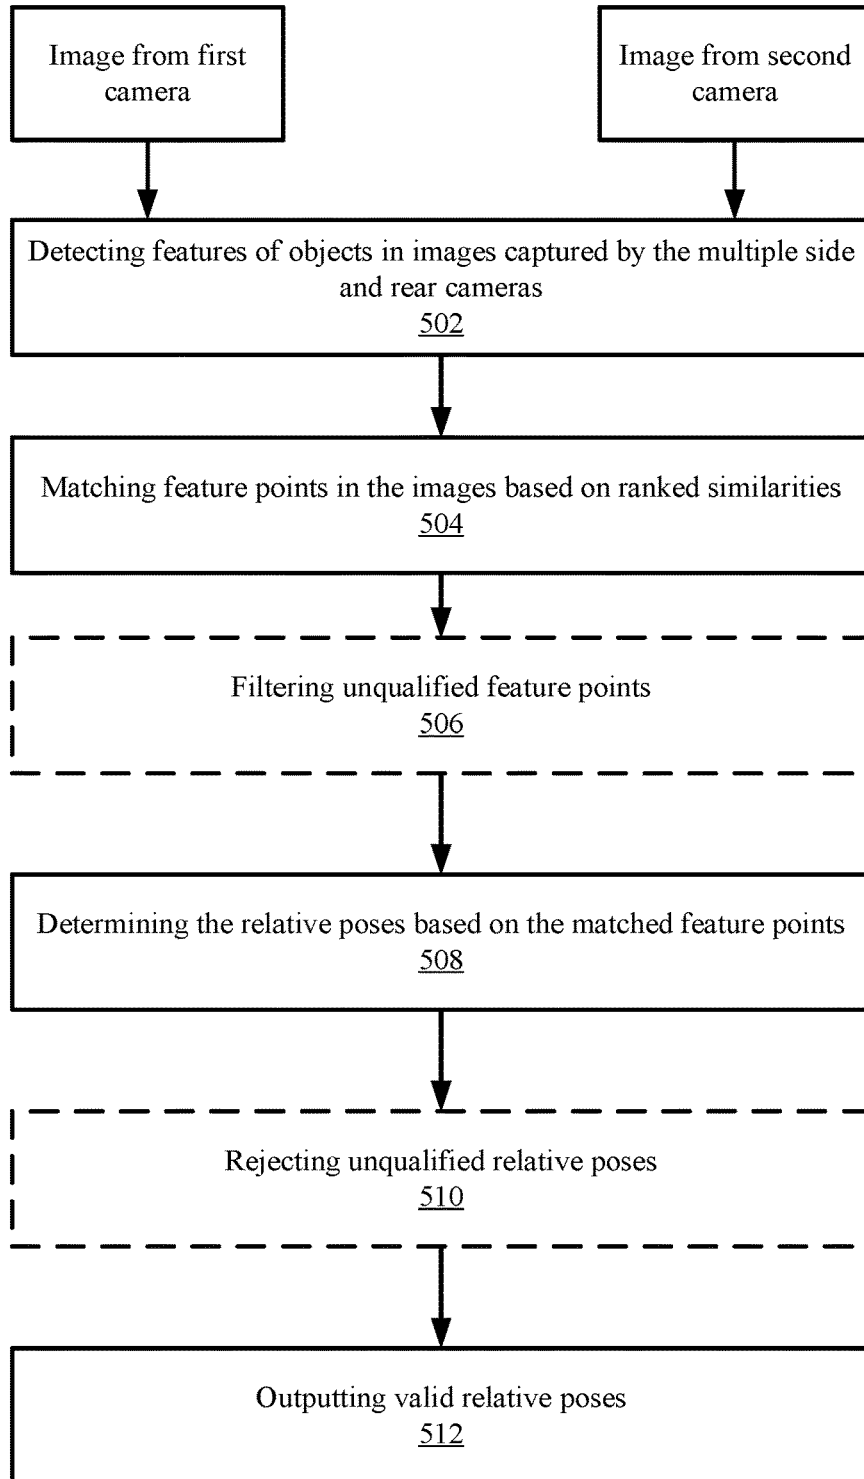 Image from first
camera
Image from second
camera
Detecting features of objects in images captured by the multiple side
and rear cameras
502
Matching feature points in the images based on ranked similarities
504
Filtering unqualified feature points
506
Determining the relative poses based on the matched feature points
508
Rejecting unqualified relative poses
510
Outputting valid relative poses
512